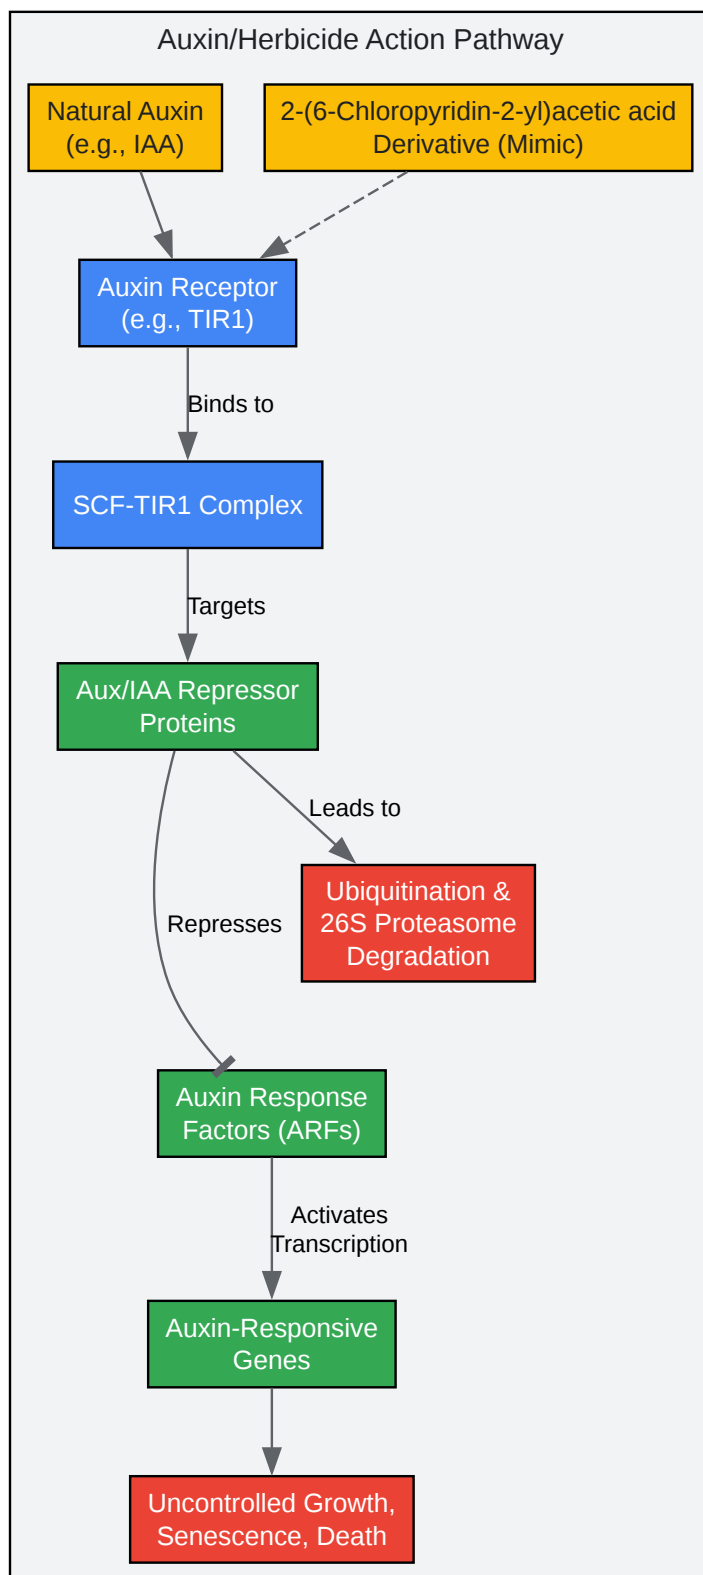 Auxin/Herbicide Action Pathway
Natural Auxin
(e.g., IAA)
2-(6-Chloropyridin-2-yl)acetic acid
Derivative (Mimic)
Auxin Receptor
(e.g., TIR1)
Binds to
SCF-TIR1 Complex
Targets
Aux/IAA Repressor
Proteins
Leads to
Ubiquitination &
26S Proteasome
Degradation
Represses
Auxin Response
Factors (ARFs)
Activates
Transcription
Auxin-Responsive
Genes
Uncontrolled Growth,
Senescence, Death